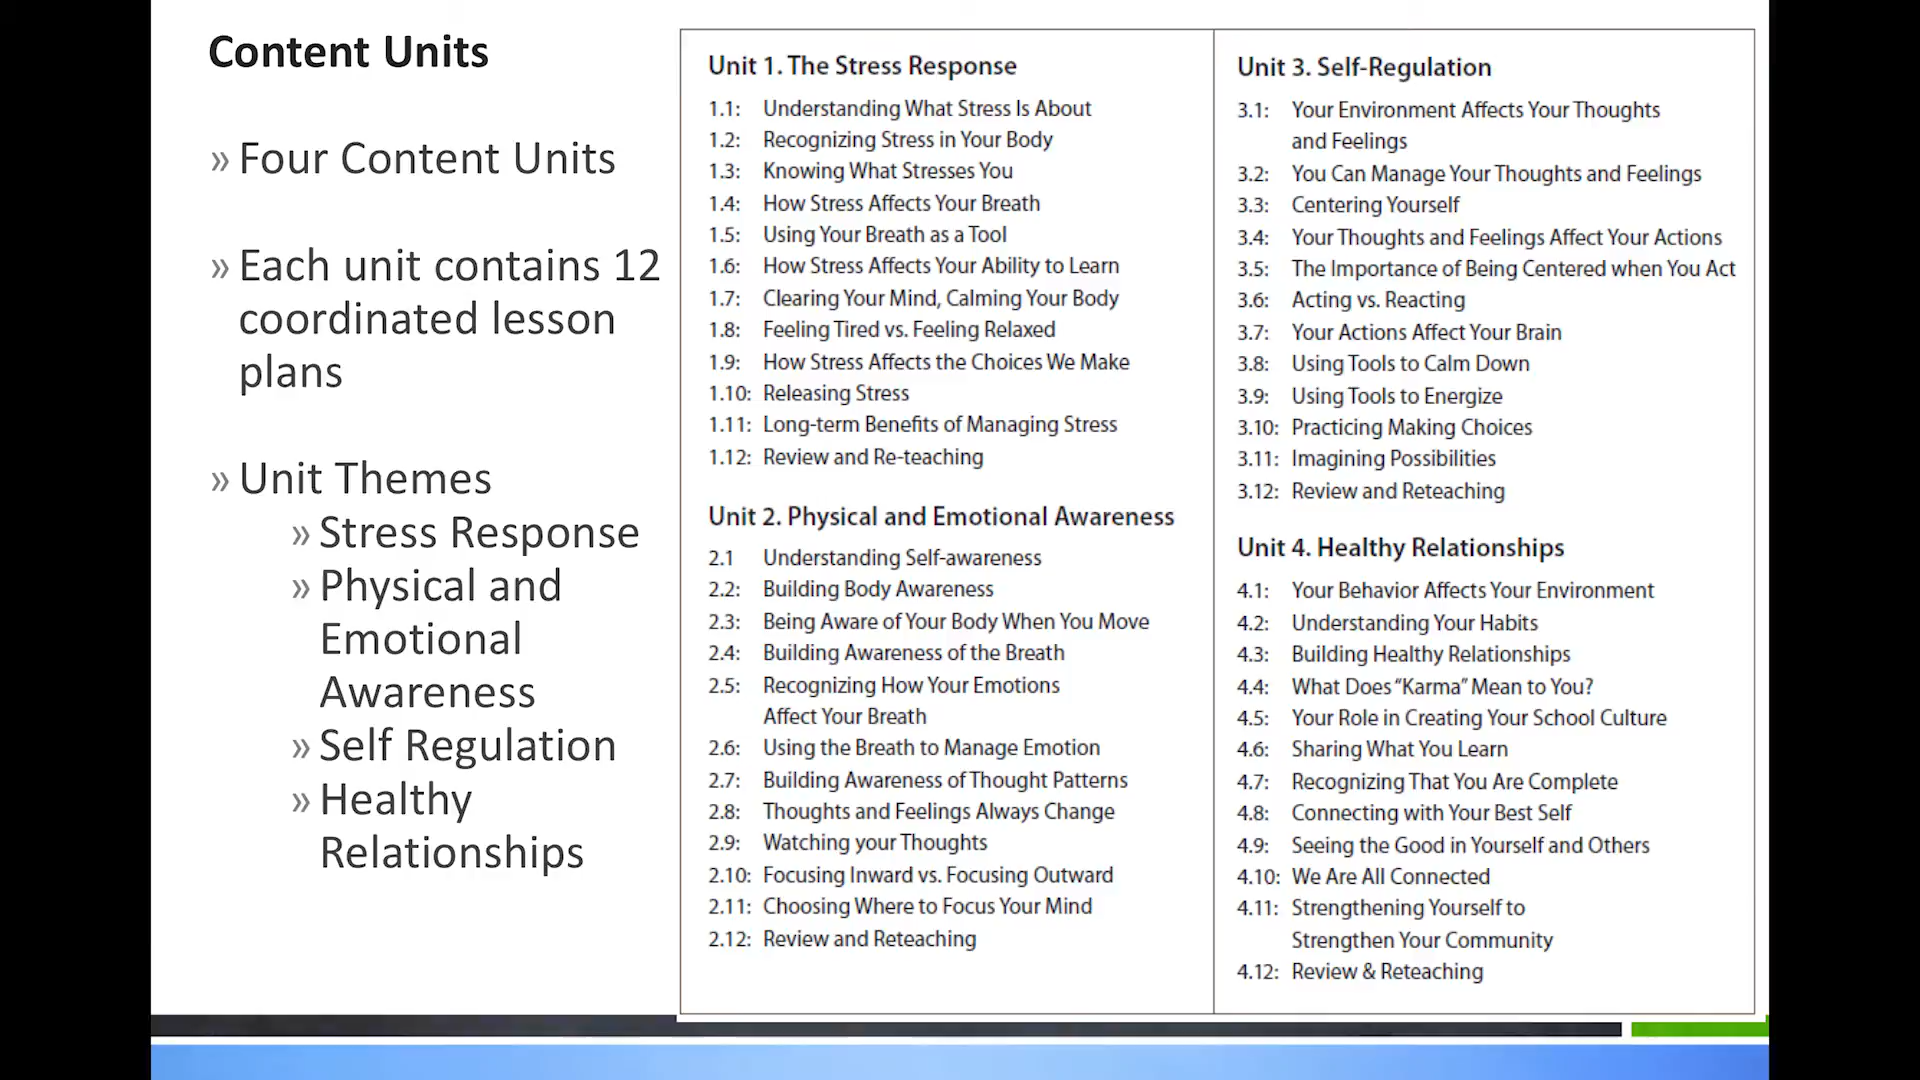 Content Units
» Four Content Units
» Each unit contains 12
coordinated lesson
plans
» Unit Themes
» Stress Response
» Physical and
Emotional
Awareness
» Self Regulation
» Healthy
Relationships
Unit 1. The Stress Response
1.1: Understanding What Stress Is About
1.2: Recognizing Stress in Your Body
1.3: Knowing What Stresses You
1.4: How Stress Affects Your Breath
1.5: Using Your Breath as a Tool
1.6: How Stress Affects Your Ability to Learn
1.7: Clearing Your Mind, Calming Your Body
1.8: Feeling Tired vs. Feeling Relaxed
1.9: How Stress Affects the Choices We Make
1.10: Releasing Stress
1.11: Long-term Benefits of Managing Stress
1.12: Review and Re-teaching
Unit 2. Physical and Emotional Awareness
2.1 Understanding Self-awareness
2.2: Building Body Awareness
2.3: Being Aware of Your Body When You Move
2.4: Building Awareness of the Breath
2.5: Recognizing How Your Emotions
Affect Your Breath
2.6: Using the Breath to Manage Emotion
2.7: Building Awareness of Thought Patterns
2.8: Thoughts and Feelings Always Change
2.9: Watching your Thoughts
2.10: Focusing Inward vs. Focusing Outward
2.11: Choosing Where to Focus Your Mind
2.12: Review and Reteaching
Unit 3. Self-Regulation
3.1: Your Environment Affects Your Thoughts
and Feelings
3.2: You Can Manage Your Thoughts and Feelings
3.3: Centering Yourself
3.4: Your Thoughts and Feelings Affect Your Actions
3.5: The Importance of Being Centered when You Act
3.6: Acting vs. Reacting
3.7: Your Actions Affect Your Brain
3.8: Using Tools to Calm Down
3.9: Using Tools to Energize
3.10: Practicing Making Choices
3.11: Imagining Possibilities
3.12: Review and Reteaching
Unit 4. Healthy Relationships
4.1: Your Behavior Affects Your Environment
4.2: Understanding Your Habits
4.3: Building Healthy Relationships
4.4: What Does “Karma” Mean to You?
4.5: Your Role in Creating Your School Culture
4.6: Sharing What You Learn
4.7: Recognizing That You Are Complete
4.8: Connecting with Your Best Self
4.9: Seeing the Good in Yourself and Others
4.10: We Are All Connected
4.11: Strengthening Yourself to
Strengthen Your Community
4.12: Review & Reteaching